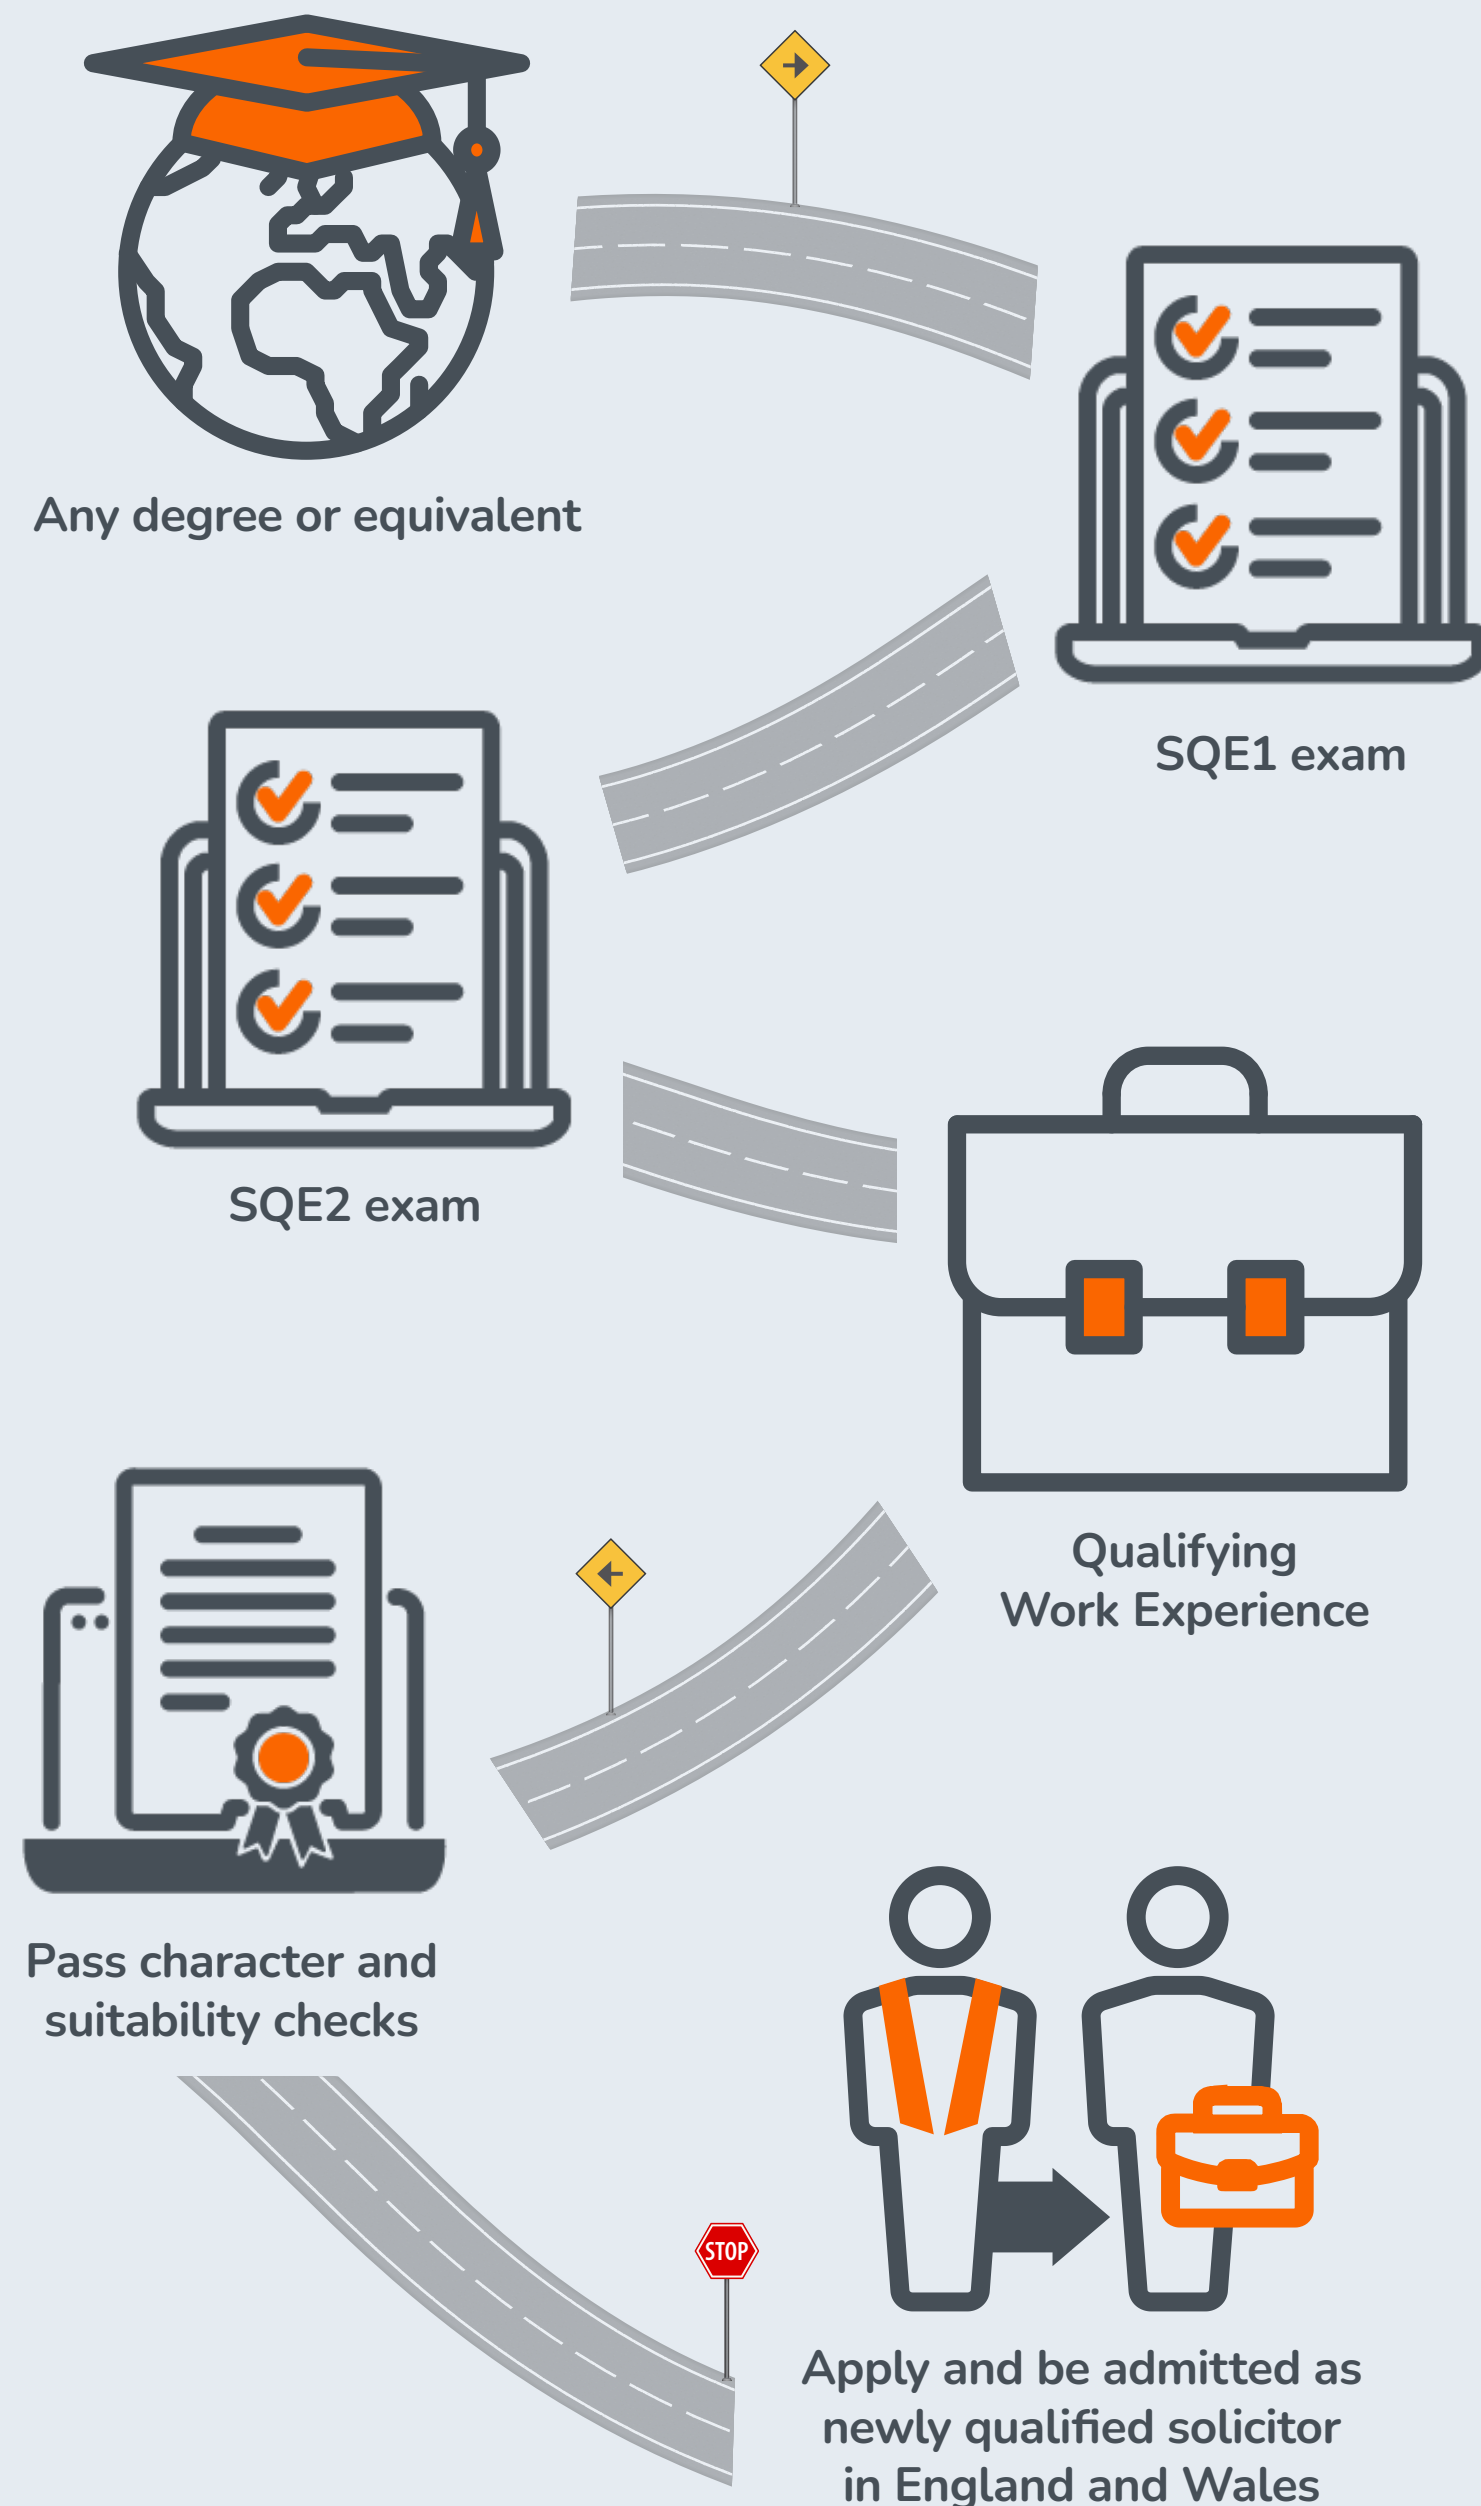 Any degree or equivalent
SQE1 exam
SQE2 exam
Qualifying
Work Experience
Pass character and
suitability checks
STOP
Apply and be admitted as
newly qualified solicitor
in England and Wales